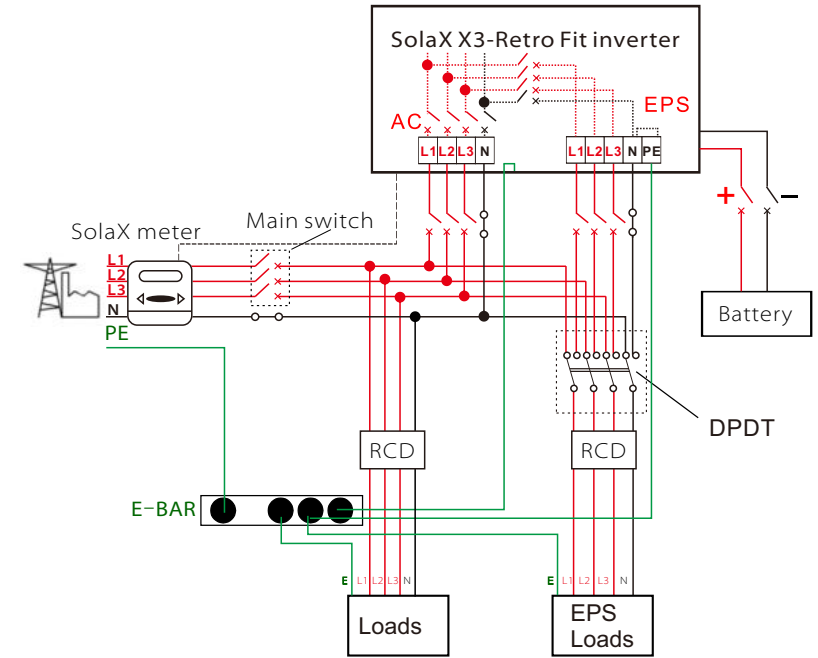 SolaX X3-Retro Fit inverter
AC
EPS
L1 L2 L3 N
L1 L2 L3 N PE
+ −
SolaX meter
Main switch
L1
L2
L3
N
PE
Battery
DPDT
RCD
RCD
E-BAR
E L1 L2 L3 N
E L1 L2 L3 N
Loads
EPS
Loads